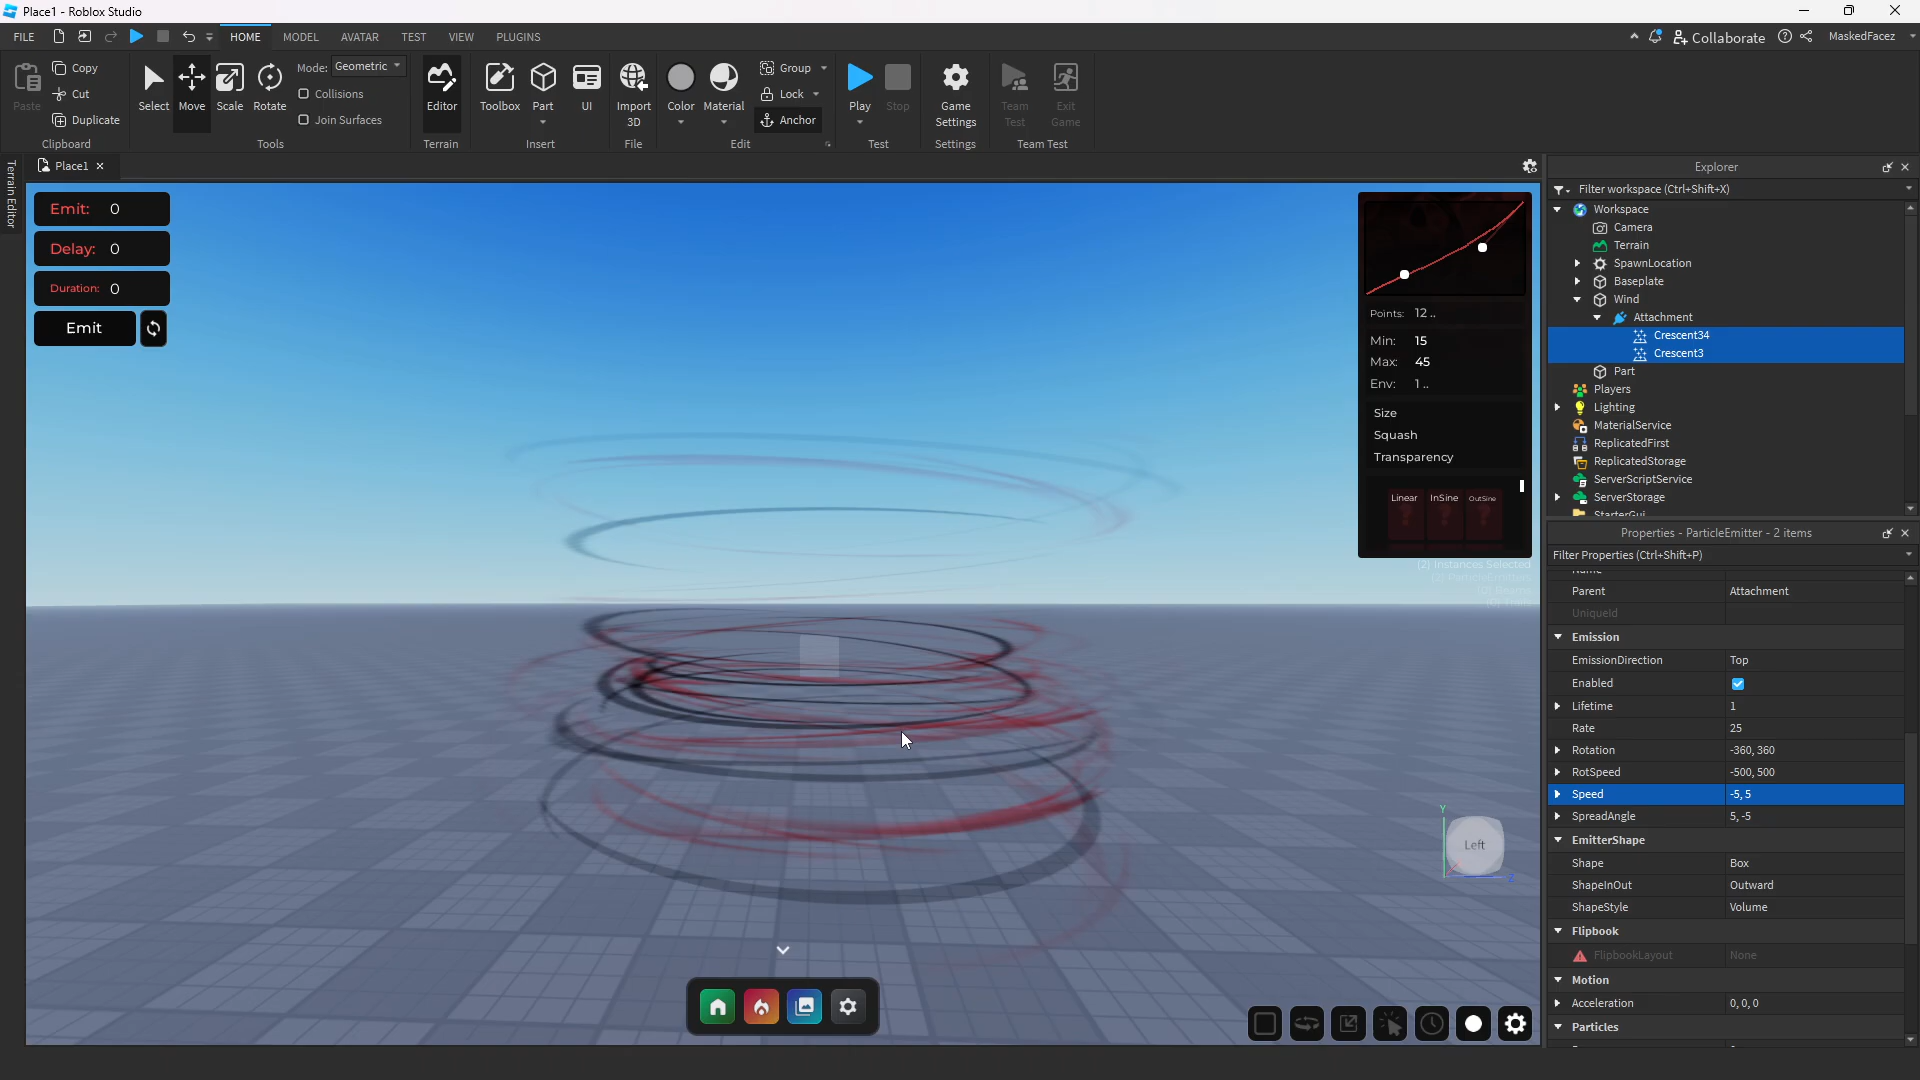 Place1 - Roblox Studio
FILE
HOME
MODEL
AVATAR
TEST
VIEW
PLUGINS
Collaborate
MaskedFacez
Paste
Copy
Cut
Duplicate
Clipboard
Select
Move
Scale
Rotate
Mode: Geometric
Collisions
Join Surfaces
Tools
Editor
Terrain
Toolbox
Part
UI
Insert
Import
3D
File
Color
Material
Group
Lock
Anchor
Edit
Play
Stop
Test
Game
Settings
Settings
Team
Test
Exit
Game
Team Test
Terrain Editor
Place1
Emit: 0
Delay: 0
Duration: 0
Emit
Points: 12 ..
Min: 15
Max: 45
Env: 1 ..
Size
Squash
Transparency
Linear
InSine
OutSine
(2) Instances Selected
(2) ParticleEmitters
Left
Y
Z
Explorer
Filter workspace (Ctrl+Shift+X)
Workspace
Camera
Terrain
SpawnLocation
Baseplate
Wind
Attachment
Crescent34
Crescent3
Part
Players
Lighting
MaterialService
ReplicatedFirst
ReplicatedStorage
ServerScriptService
ServerStorage
StarterGui
Properties - ParticleEmitter - 2 items
Filter Properties (Ctrl+Shift+P)
Parent Attachment
UniqueId
Emission
EmissionDirection Top
Enabled
Lifetime 1
Rate 25
Rotation -360, 360
RotSpeed -500, 500
Speed -5, 5
SpreadAngle 5, -5
EmitterShape
Shape Box
ShapeInOut Outward
ShapeStyle Volume
Flipbook
FlipbookLayout None
Motion
Acceleration 0, 0, 0
Particles